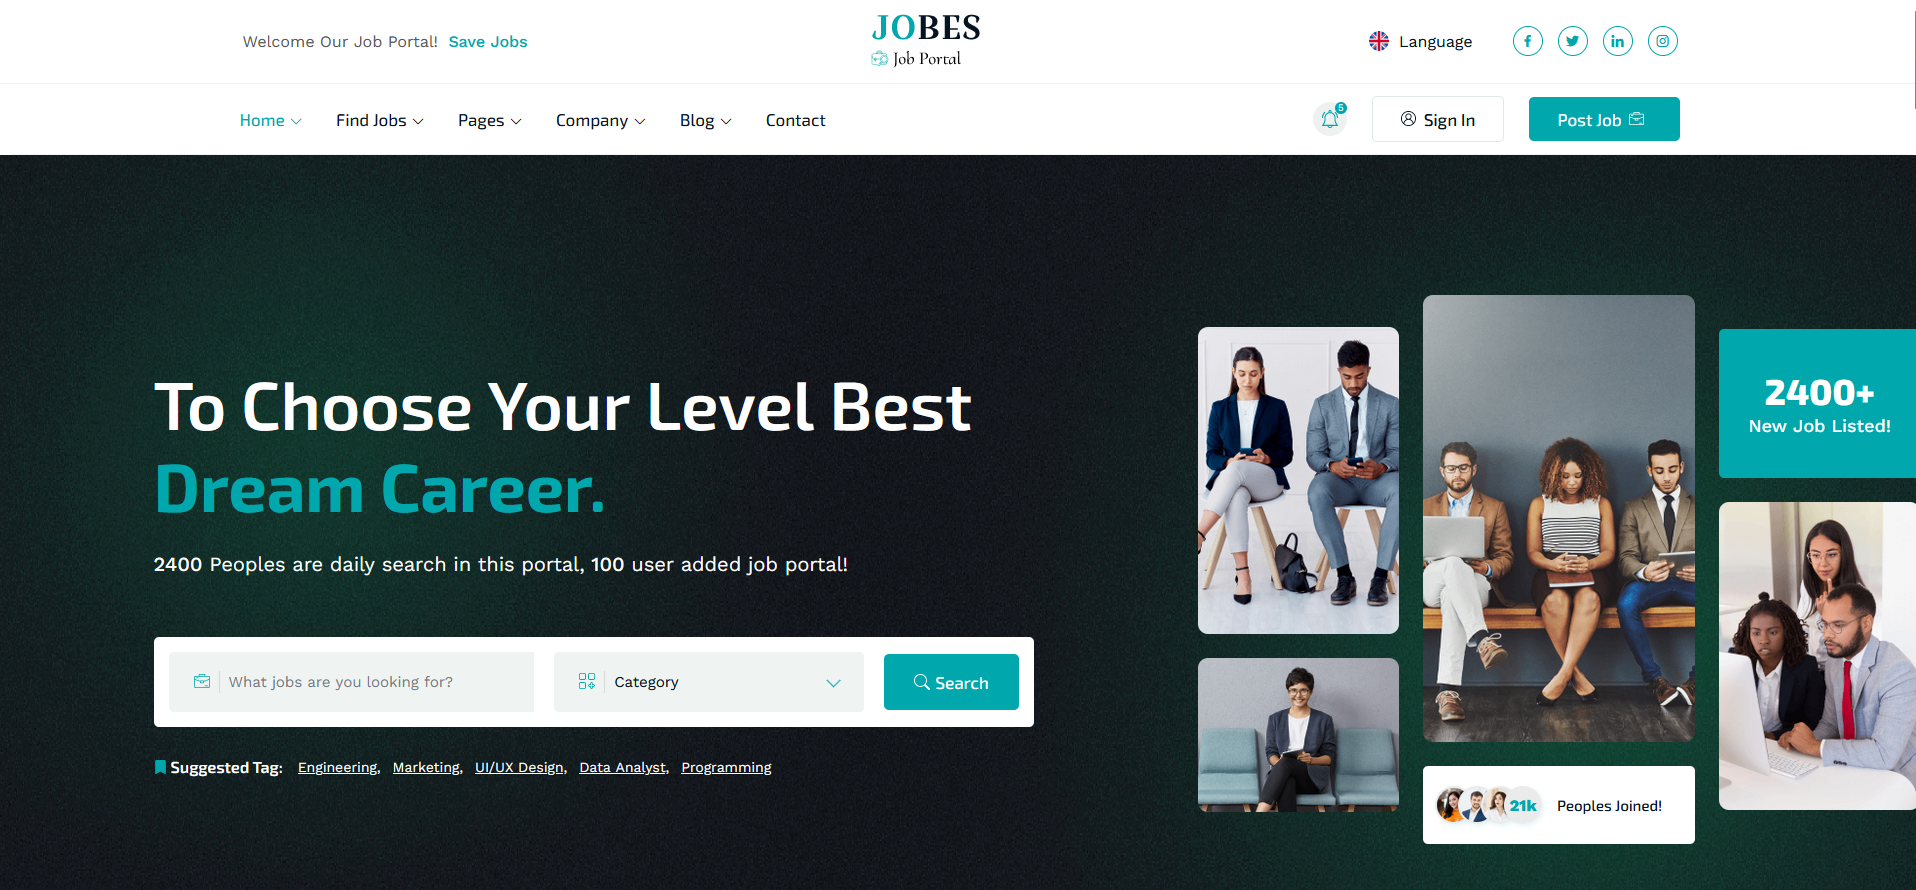 Welcome Our Job Portal! Save Jobs
JOBES
Job Portal
Language
Home
Find Jobs
Pages
Company
Blog
Contact
5
Sign In
Post Job
To Choose Your Level Best
Dream Career.
2400 Peoples are daily search in this portal, 100 user added job portal!
What jobs are you looking for?
Category
Search
Suggested Tag: Engineering, Marketing, UI/UX Design, Data Analyst, Programming
2400+
New Job Listed!
21k
Peoples Joined!